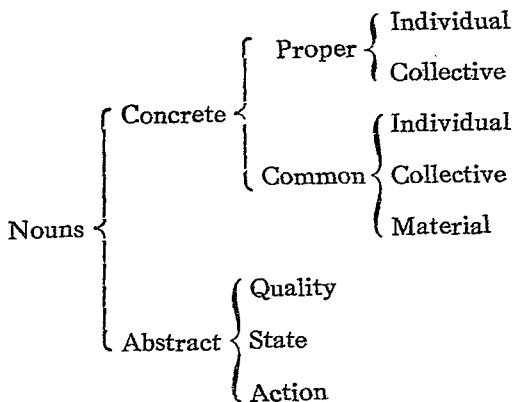 Individual
Proper
Collective
Concrete
Individual
Common
Collective
Material
Nouns
Quality
Abstract
State
Action